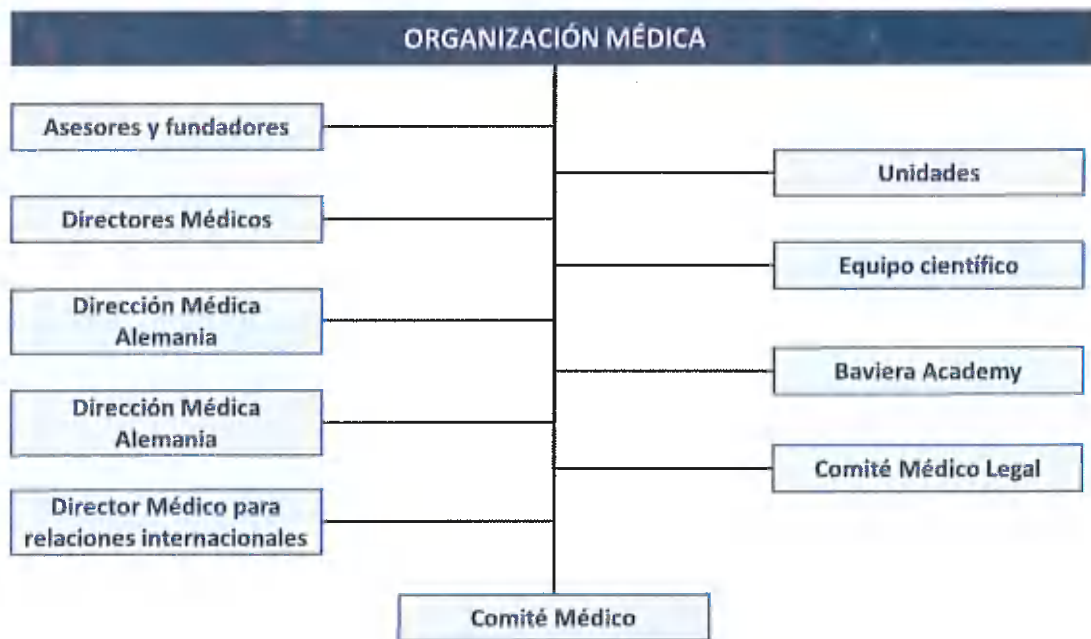 ORGANIZACIÓN MÉDICA
Asesores y fundadores
Directores Médicos
Dirección Médica
Alemania
Dirección Médica
Alemania
Director Médico para
relaciones internacionales
Unidades
Equipo científico
Baviera Academy
Comité Médico Legal
Comité Médico